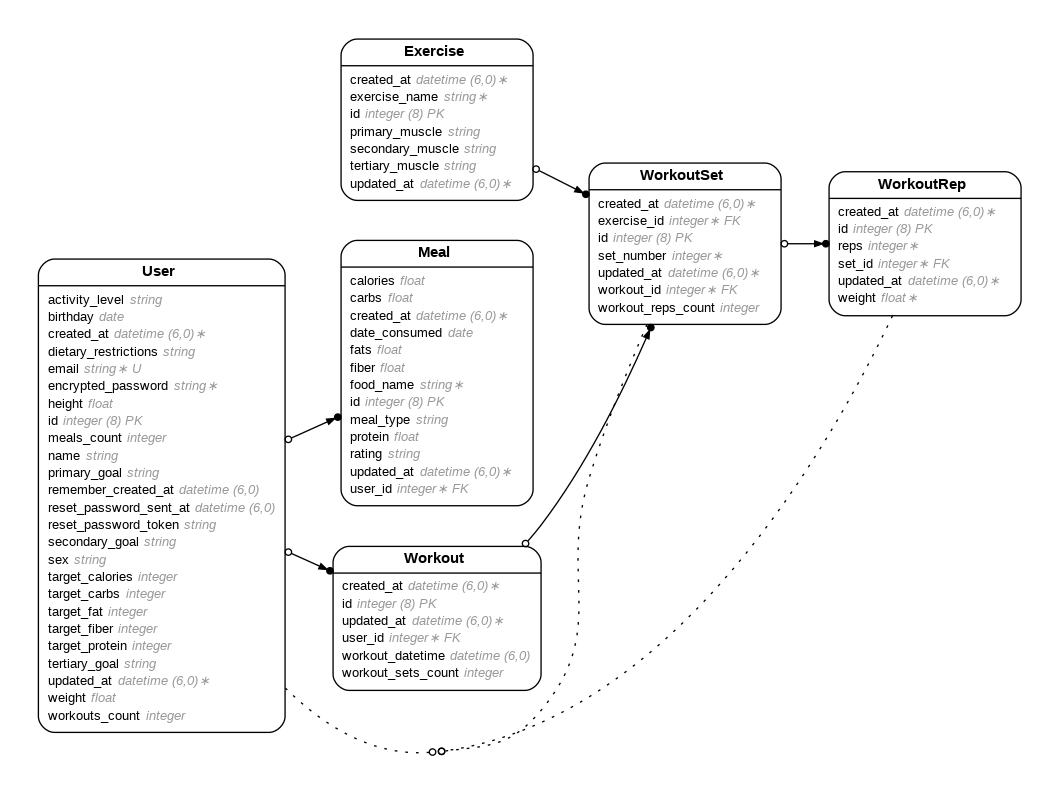 Exercise
created_at datetime (6,0)∗
exercise_name string∗
id integer (8) PK
primary_muscle string
secondary_muscle string
tertiary_muscle string
updated_at datetime (6,0)∗
WorkoutSet
created_at datetime (6,0)∗
exercise_id integer∗ FK
id integer (8) PK
set_number integer∗
updated_at datetime (6,0)∗
workout_id integer∗ FK
workout_reps_count integer
WorkoutRep
created_at datetime (6,0)∗
id integer (8) PK
reps integer∗
set_id integer∗ FK
updated_at datetime (6,0)∗
weight float∗
Meal
calories float
carbs float
created_at datetime (6,0)∗
date_consumed date
fats float
fiber float
food_name string∗
id integer (8) PK
meal_type string
protein float
rating string
updated_at datetime (6,0)∗
user_id integer∗ FK
User
activity_level string
birthday date
created_at datetime (6,0)∗
dietary_restrictions string
email string∗ U
encrypted_password string∗
height float
id integer (8) PK
meals_count integer
name string
primary_goal string
remember_created_at datetime (6,0)
reset_password_sent_at datetime (6,0)
reset_password_token string
secondary_goal string
sex string
target_calories integer
target_carbs integer
target_fat integer
target_fiber integer
target_protein integer
tertiary_goal string
updated_at datetime (6,0)∗
weight float
workouts_count integer
Workout
created_at datetime (6,0)∗
id integer (8) PK
updated_at datetime (6,0)∗
user_id integer∗ FK
workout_datetime datetime (6,0)
workout_sets_count integer